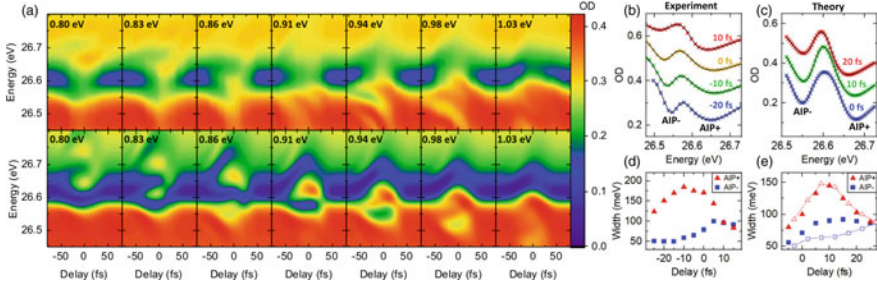 (a)
0.80 eV 0.83 eV 0.86 eV 0.91 eV 0.94 eV 0.98 eV 1.03 eV
Energy (eV)
26.7
26.6
26.5
0.80 eV 0.83 eV 0.86 eV 0.91 eV 0.94 eV 0.98 eV 1.03 eV
Energy (eV)
26.7
26.6
26.5
-50 0 50 -50 0 50 -50 0 50 -50 0 50 -50 0 50 -50 0 50 -50 0 50
Delay (fs) Delay (fs) Delay (fs) Delay (fs) Delay (fs) Delay (fs) Delay (fs)
OD
0.4
0.3
0.2
0.1
0.0
(b) Experiment
OD
0.6
0.4
0.2
10 fs
0 fs
-10 fs
-20 fs
AIP- AIP+
26.5 26.6 26.7
Energy (eV)
(c) Theory
OD
0.6
0.4
0.2
20 fs
10 fs
0 fs
AIP-
AIP+
26.5 26.6 26.7
Energy (eV)
(d)
Width (meV)
200
150
100
50
AIP+
AIP-
-20 -10 0 10
Delay (fs)
(e)
Width (meV)
150
100
50
AIP+
AIP-
0 10 20
Delay (fs)